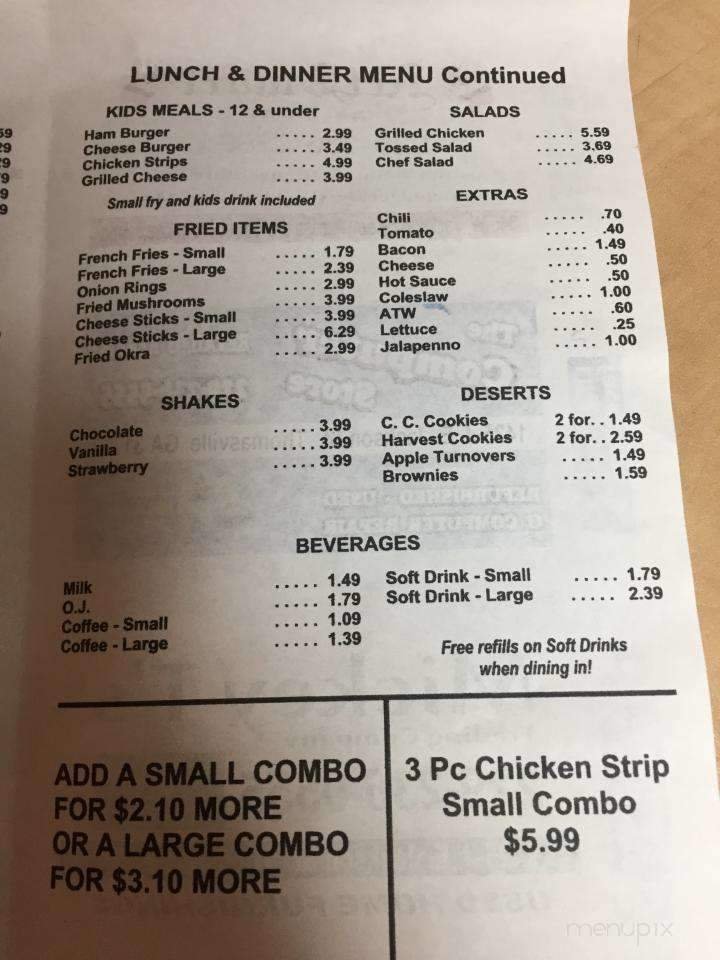 LUNCH & DINNER MENU Continued
KIDS MEALS - 12 & under
Ham Burger ..... 2.99
Cheese Burger ..... 3.49
Chicken Strips ..... 4.99
Grilled Cheese ..... 3.99
Small fry and kids drink included
FRIED ITEMS
French Fries - Small ..... 1.79
French Fries - Large ..... 2.39
Onion Rings ..... 2.99
Fried Mushrooms ..... 3.99
Cheese Sticks - Small ..... 3.99
Cheese Sticks - Large ..... 6.29
Fried Okra ..... 2.99
SHAKES
Chocolate ..... 3.99
Vanilla ..... 3.99
Strawberry ..... 3.99
SALADS
Grilled Chicken ..... 5.59
Tossed Salad ..... 3.69
Chef Salad ..... 4.69
EXTRAS
Chili ..... .70
Tomato ..... .40
Bacon ..... 1.49
Cheese ..... .50
Hot Sauce ..... .50
Coleslaw ..... 1.00
ATW ..... .60
Lettuce ..... .25
Jalapenno ..... 1.00
DESERTS
C. C. Cookies 2 for. . 1.49
Harvest Cookies 2 for. . 2.59
Apple Turnovers ..... 1.49
Brownies ..... 1.59
BEVERAGES
Milk ..... 1.49
O.J. ..... 1.79
Coffee - Small ..... 1.09
Coffee - Large ..... 1.39
Soft Drink - Small ..... 1.79
Soft Drink - Large ..... 2.39
Free refills on Soft Drinks
when dining in!
ADD A SMALL COMBO
FOR $2.10 MORE
OR A LARGE COMBO
FOR $3.10 MORE
3 Pc Chicken Strip
Small Combo
$5.99
menupix